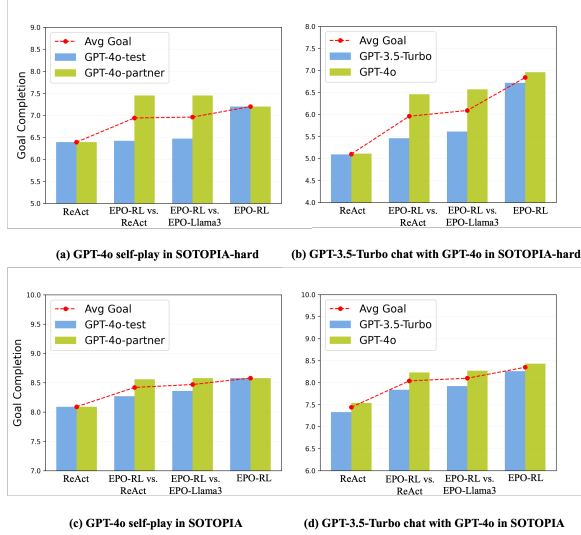 9.0
8.5
8.0
7.5
7.0
6.5
6.0
5.5
5.0
Goal Completion
Avg Goal
GPT-4o-test
GPT-4o-partner
ReAct
EPO-RL vs.
ReAct
EPO-RL vs.
EPO-Llama3
EPO-RL
(a) GPT-4o self-play in SOTOPIA-hard
8.0
7.5
7.0
6.5
6.0
5.5
5.0
4.5
4.0
Avg Goal
GPT-3.5-Turbo
GPT-4o
ReAct
EPO-RL vs.
ReAct
EPO-RL vs.
EPO-Llama3
EPO-RL
(b) GPT-3.5-Turbo chat with GPT-4o in SOTOPIA-hard
10.0
9.5
9.0
8.5
8.0
7.5
7.0
Goal Completion
Avg Goal
GPT-4o-test
GPT-4o-partner
ReAct
EPO-RL vs.
ReAct
EPO-RL vs.
EPO-Llama3
EPO-RL
(c) GPT-4o self-play in SOTOPIA
10.0
9.5
9.0
8.5
8.0
7.5
7.0
6.5
6.0
Avg Goal
GPT-3.5-Turbo
GPT-4o
ReAct
EPO-RL vs.
ReAct
EPO-RL vs.
EPO-Llama3
EPO-RL
(d) GPT-3.5-Turbo chat with GPT-4o in SOTOPIA